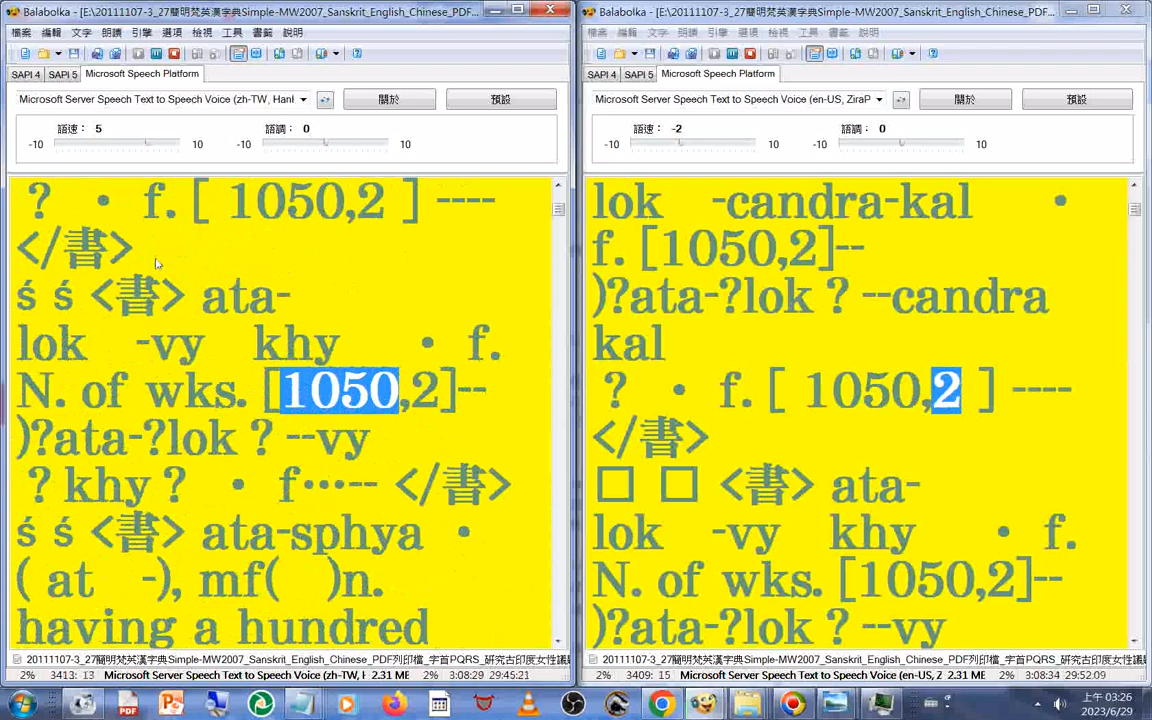 Balabolka - [E:\20111107-3_27簡明梵英漢字典Simple-MW2007_Sanskrit_English_Chinese_PDF...
檔案 編輯 文字 朗讀 引擎 選項 檢視 工具 書籤 說明
SAPI 4 SAPI 5 Microsoft Speech Platform
Microsoft Server Speech Text to Speech Voice (zh-TW, Hanl
關於 預設
語速： 5 語調： 0
-10 10 -10 10
? • f. [ 1050,2 ] ----
</書>
ś ś <書> ata-
lok -vy khy • f.
N. of wks. [1050,2]--
)?ata-?lok ? --vy
? khy ? • f…-- </書>
ś ś <書> ata-sphya •
( at -), mf( )n.
having a hundred
20111107-3_27簡明梵英漢字典Simple-MW2007_Sanskrit_English_Chinese_PDF列印檔_字首PQRS_研究古印度女性議
2% 3413: 13 Microsoft Server Speech Text to Speech Voice (zh-TW, H 2.31 ME 2% 3:08:29 29:45:21
Balabolka - [E:\20111107-3_27簡明梵英漢字典Simple-MW2007_Sanskrit_English_Chinese_PDF...
檔案 編輯 文字 朗讀 引擎 選項 檢視 工具 書籤 說明
SAPI 4 SAPI 5 Microsoft Speech Platform
Microsoft Server Speech Text to Speech Voice (en-US, ZiraP
關於 預設
語速： -2 語調： 0
-10 10 -10 10
lok -candra-kal •
f. [1050,2]--
)?ata-?lok ? --candra
kal
? • f. [ 1050,2 ] ----
</書>
□ □ <書> ata-
lok -vy khy • f.
N. of wks. [1050,2]--
)?ata-?lok ? --vy
20111107-3_27簡明梵英漢字典Simple-MW2007_Sanskrit_English_Chinese_PDF列印檔_字首PQRS_研究古印度女性議
2% 3409: 15 Microsoft Server Speech Text to Speech Voice (en-US, Z 2.31 ME 2% 3:08:34 29:52:09
上午 03:26
2023/6/29